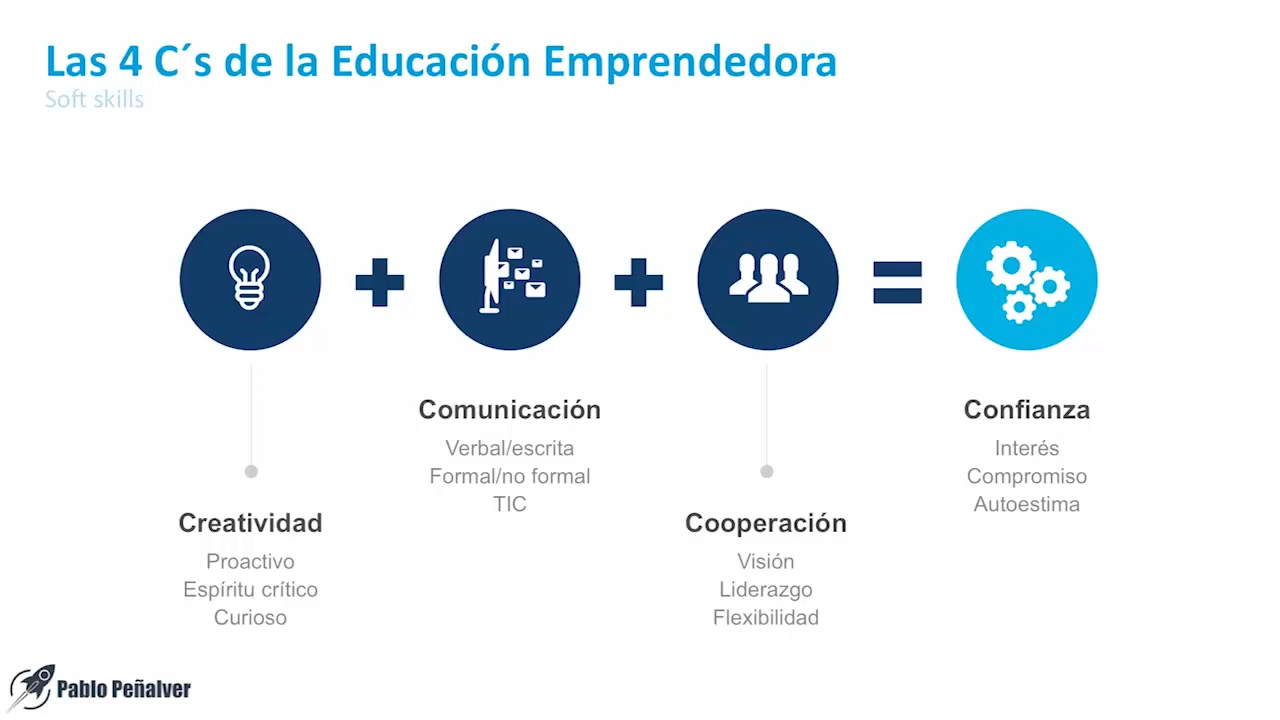 Las 4 C´s de la Educación Emprendedora
Soft skills
Creatividad
Proactivo
Espíritu crítico
Curioso
Comunicación
Verbal/escrita
Formal/no formal
TIC
Cooperación
Visión
Liderazgo
Flexibilidad
Confianza
Interés
Compromiso
Autoestima
Pablo Peñalver